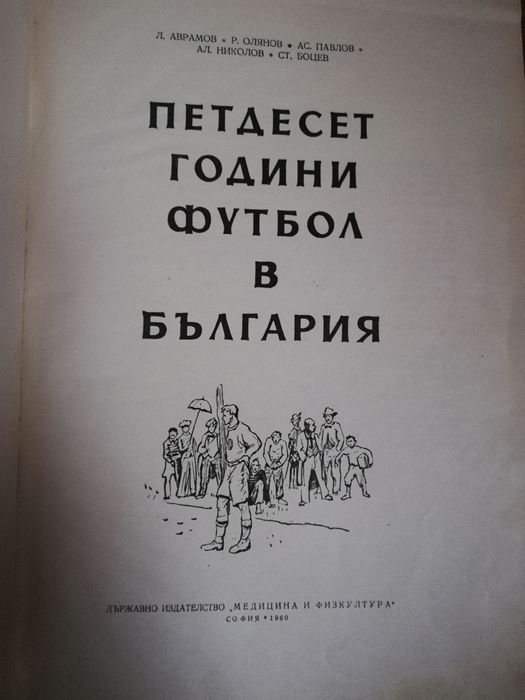 Л. АВРАМОВ • Р. ОЛЯНОВ • АС. ПАВЛОВ •
АЛ. НИКОЛОВ • СТ. БОЦЕВ
ПЕТДЕСЕТ
ГОДИНИ
ФУТБОЛ
В
БЪЛГАРИЯ
ДЪРЖАВНО ИЗДАТЕЛСТВО „МЕДИЦИНА И ФИЗКУЛТУРА"
СОФИЯ • 1960